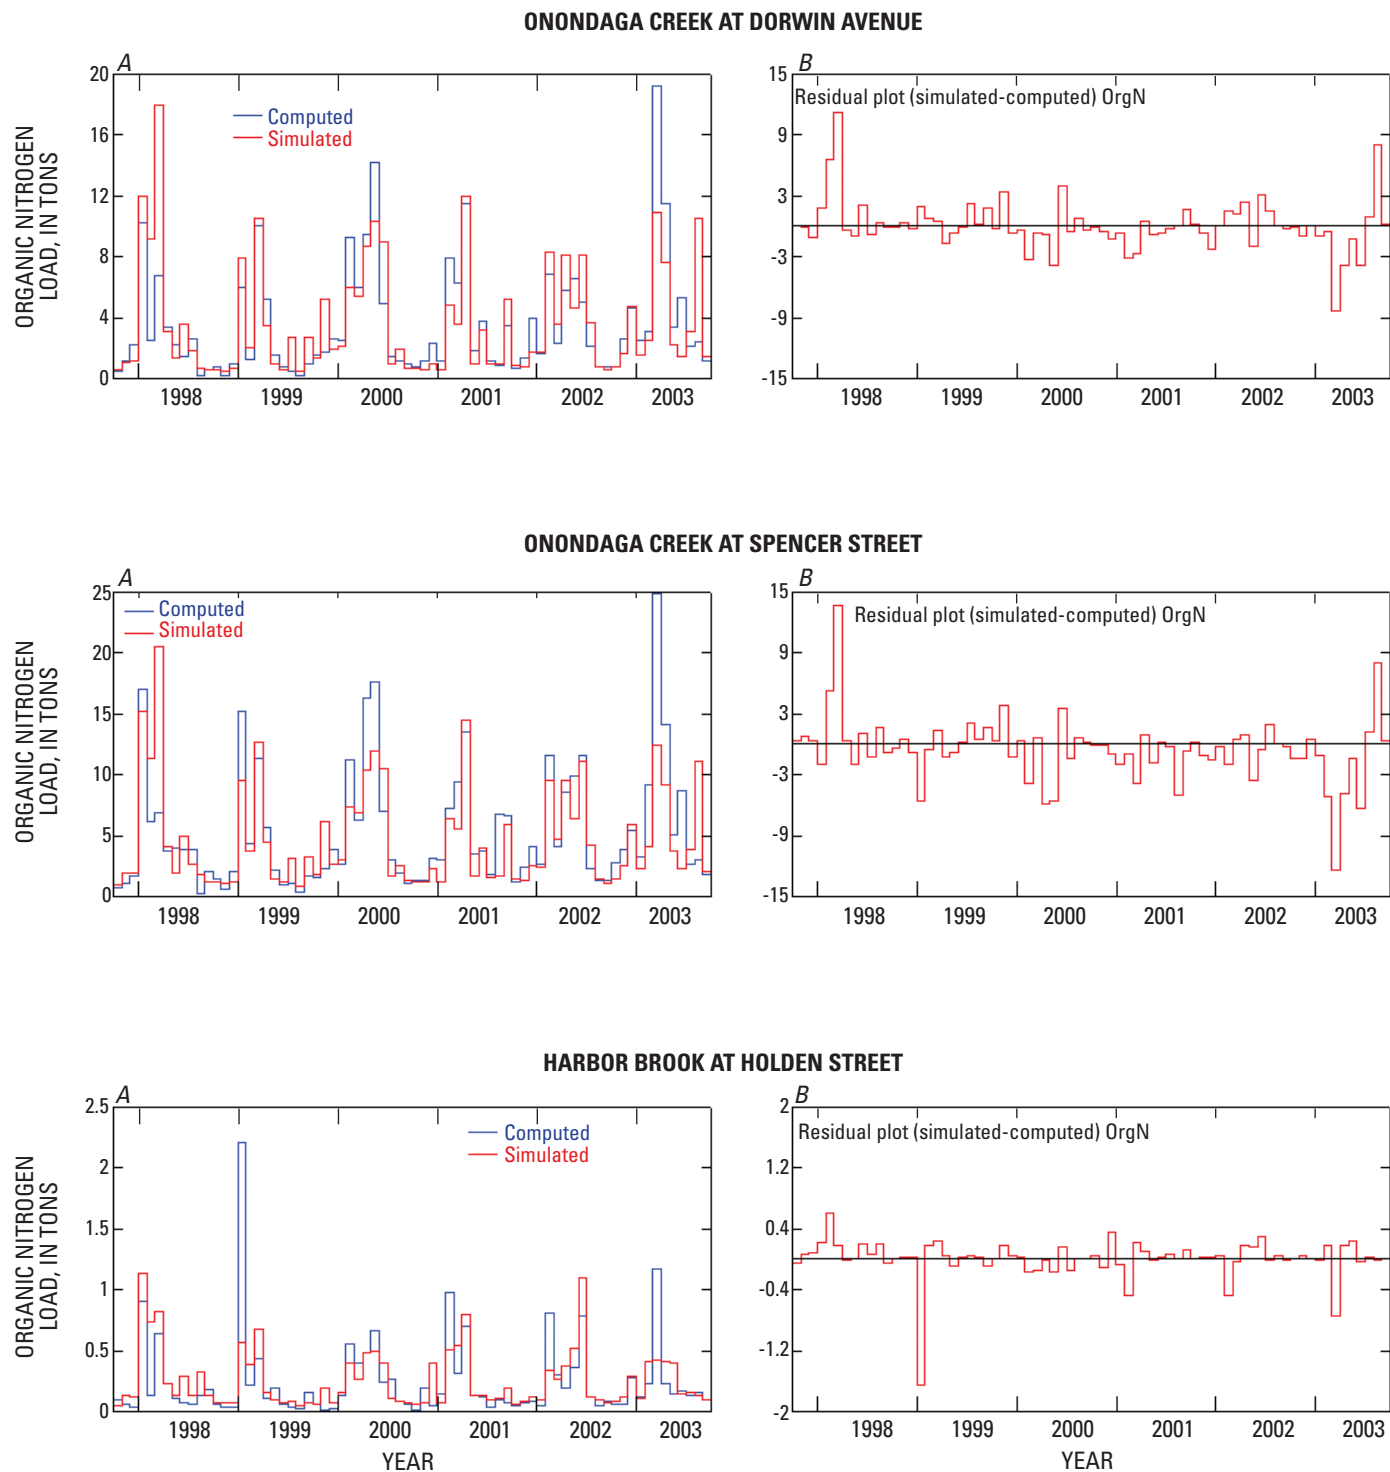 ONONDAGA CREEK AT DORWIN AVENUE
A
ORGANIC NITROGEN
LOAD, IN TONS
20
16
12
8
4
0
Computed
Simulated
1998 1999 2000 2001 2002 2003
B
Residual plot (simulated-computed) OrgN
15
9
3
-3
-9
-15
1998 1999 2000 2001 2002 2003
ONONDAGA CREEK AT SPENCER STREET
A
ORGANIC NITROGEN
LOAD, IN TONS
25
20
15
10
5
0
Computed
Simulated
1998 1999 2000 2001 2002 2003
B
Residual plot (simulated-computed) OrgN
15
9
3
-3
-9
-15
1998 1999 2000 2001 2002 2003
HARBOR BROOK AT HOLDEN STREET
A
ORGANIC NITROGEN
LOAD, IN TONS
2.5
2
1.5
1
0.5
0
Computed
Simulated
1998 1999 2000 2001 2002 2003
YEAR
B
Residual plot (simulated-computed) OrgN
2
1.2
0.4
-0.4
-1.2
-2
1998 1999 2000 2001 2002 2003
YEAR